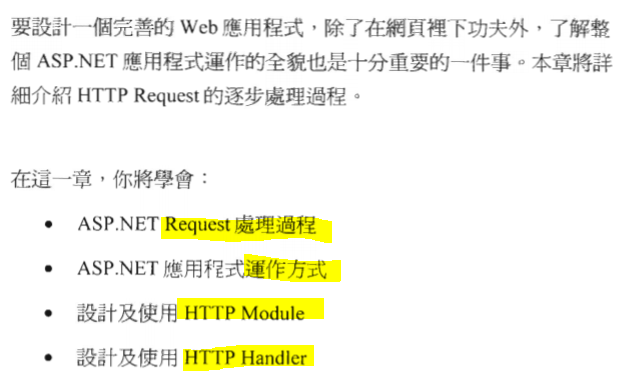 要設計一個完善的 Web 應用程式，除了在網頁裡下功夫外，了解整
個 ASP.NET 應用程式運作的全貌也是十分重要的一件事。本章將詳
細介紹 HTTP Request 的逐步處理過程。
在這一章，你將學會：
• ASP.NET Request 處理過程
• ASP.NET 應用程式運作方式
• 設計及使用 HTTP Module
• 設計及使用 HTTP Handler